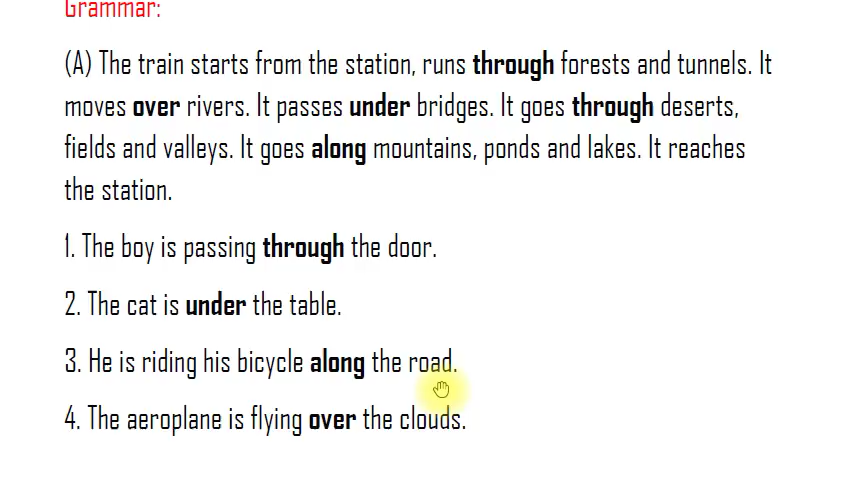 Grammar:
(A) The train starts from the station, runs through forests and tunnels. It
moves over rivers. It passes under bridges. It goes through deserts,
fields and valleys. It goes along mountains, ponds and lakes. It reaches
the station.
1. The boy is passing through the door.
2. The cat is under the table.
3. He is riding his bicycle along the road.
4. The aeroplane is flying over the clouds.